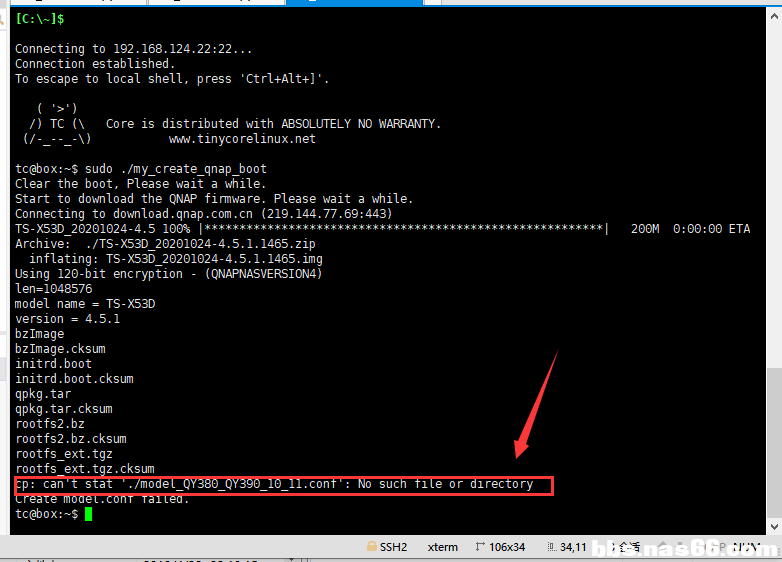 [C:\~]$
Connecting to 192.168.124.22:22...
Connection established.
To escape to local shell, press 'Ctrl+Alt+]'.
( '>')
/) TC (\   Core is distributed with ABSOLUTELY NO WARRANTY.
(/-_--_-\)           www.tinycorelinux.net
tc@box:~$ sudo ./my_create_qnap_boot
Clear the boot, Please wait a while.
Start to download the QNAP firmware. Please wait a while.
Connecting to download.qnap.com.cn (219.144.77.69:443)
TS-X53D_20201024-4.5 100% |*********************************************************|   200M  0:00:00 ETA
Archive:  ./TS-X53D_20201024-4.5.1.1465.zip
inflating: TS-X53D_20201024-4.5.1.1465.img
Using 120-bit encryption - (QNAPNASVERSION4)
len=1048576
model name = TS-X53D
version = 4.5.1
bzImage
bzImage.cksum
initrd.boot
initrd.boot.cksum
qpkg.tar
qpkg.tar.cksum
rootfs2.bz
rootfs2.bz.cksum
rootfs_ext.tgz
rootfs_ext.tgz.cksum
cp: can't stat './model_QY380_QY390_10_11.conf': No such file or directory
Create model.conf failed.
tc@box:~$
SSH2 xterm 106x34 34,11 NUM
bbs.nas66.com